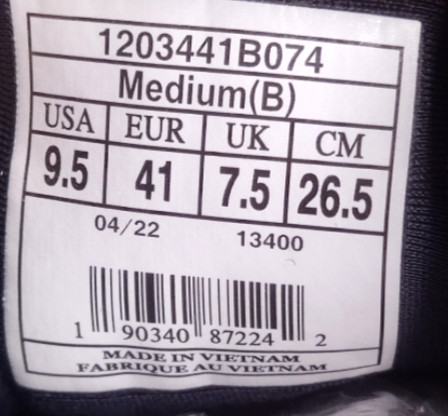 1203441B074
Medium(B)
USA EUR UK CM
9.5 41 7.5 26.5
04/22 13400
1 90340 87224 2
MADE IN VIETNAM
FABRIQUE AU VIETNAM